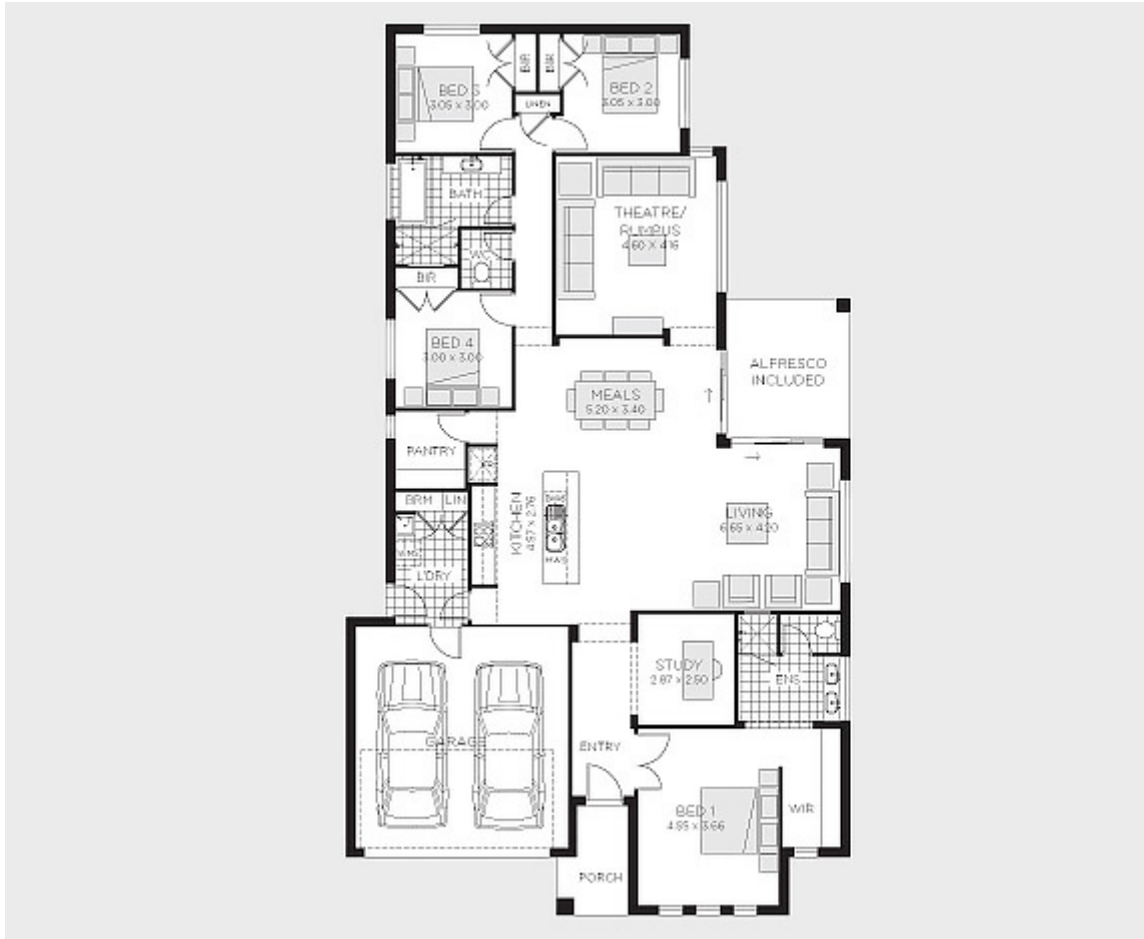 BED 3
3.05 x 3.00
BIR
BIR
BED 2
3.05 x 3.00
LINEN
BATH
WC
THEATRE/
RUMPUS
4.60 X 4.16
BIR
BED 4
3.00 x 3.00
MEALS
5.20 x 3.40
ALFRESCO
INCLUDED
PANTRY
BRM
LIN
KITCHEN
4.97 x 2.76
LIVING
6.65 x 4.20
L'DRY
STUDY
2.87 x 2.50
ENS
GARAGE
ENTRY
BED 1
4.85 x 3.66
WIR
PORCH